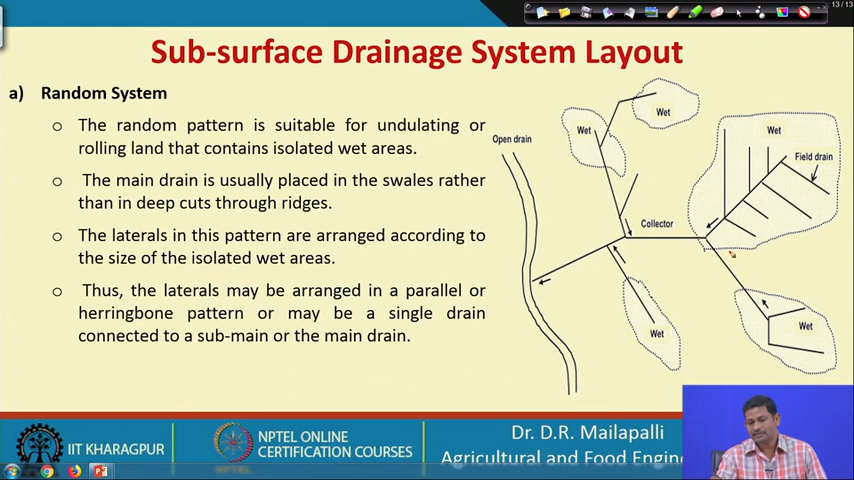 13 / 13
Sub-surface Drainage System Layout
a) Random System
o The random pattern is suitable for undulating or
rolling land that contains isolated wet areas.
o The main drain is usually placed in the swales rather
than in deep cuts through ridges.
o The laterals in this pattern are arranged according to
the size of the isolated wet areas.
o Thus, the laterals may be arranged in a parallel or
herringbone pattern or may be a single drain
connected to a sub-main or the main drain.
Open drain
Wet
Wet
Wet
Field drain
Collector
Wet
Wet
IIT KHARAGPUR
NPTEL ONLINE
CERTIFICATION COURSES
NPTEL
Dr. D.R. Mailapalli
Agricultural and Food Engine